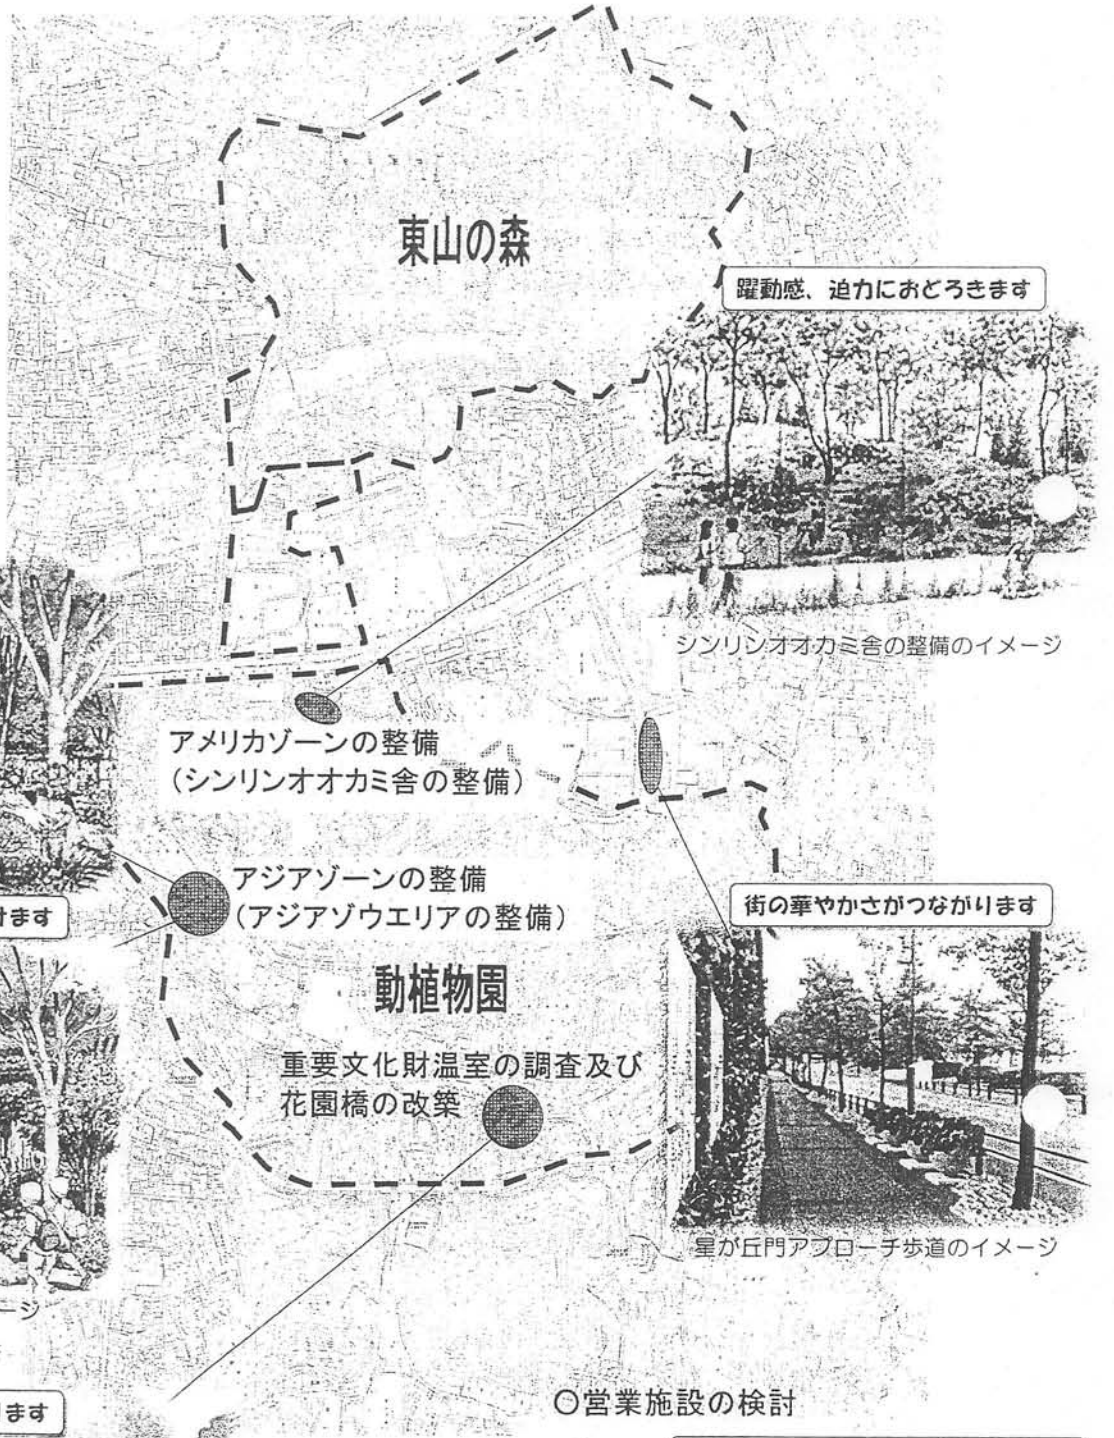 東山の森
躍動感、迫力におどろきます
シンリンオオカミ舎の整備のイメージ
アメリカゾーンの整備
(シンリンオオカミ舎の整備)
アジアゾーンの整備
(アジアゾウエリアの整備)
けます
街の華やかさがつながります
動植物園
重要文化財温室の調査及び
花園橋の改築
星が丘門アプローチ歩道のイメージ
ージ
〇営業施設の検討
ます